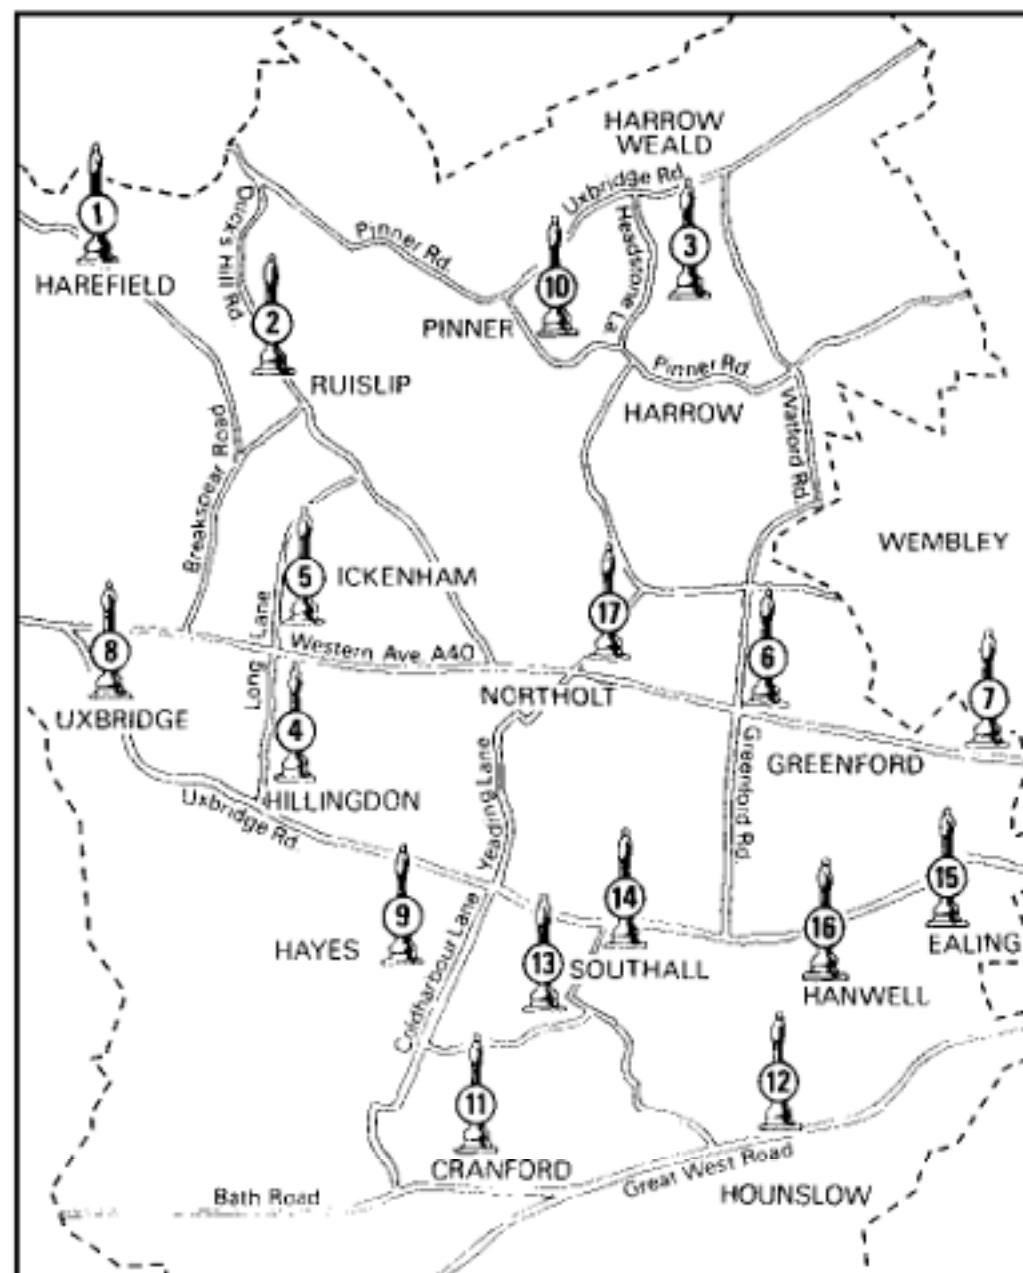 HARROW
WEALD
Uxbridge Rd.
1
HAREFIELD
Ducks Hill Rd.
Pinner Rd.
3
Headstone La.
10
PINNER
2
RUISLIP
Pinner Rd.
HARROW
Watford Rd.
Breakspear Road
WEMBLEY
5
ICKENHAM
17
Long Lane
Western Ave. A40
8
UXBRIDGE
6
7
NORTHOLT
4
HILLINGDON
GREENFORD
Greenford Rd.
Uxbridge Rd.
Yeading Lane
9
HAYES
14
SOUTHALL
13
15
EALING
16
HANWELL
Coldharbour Lane
12
11
CRANFORD
Great West Road
HOUNSLOW
Bath Road